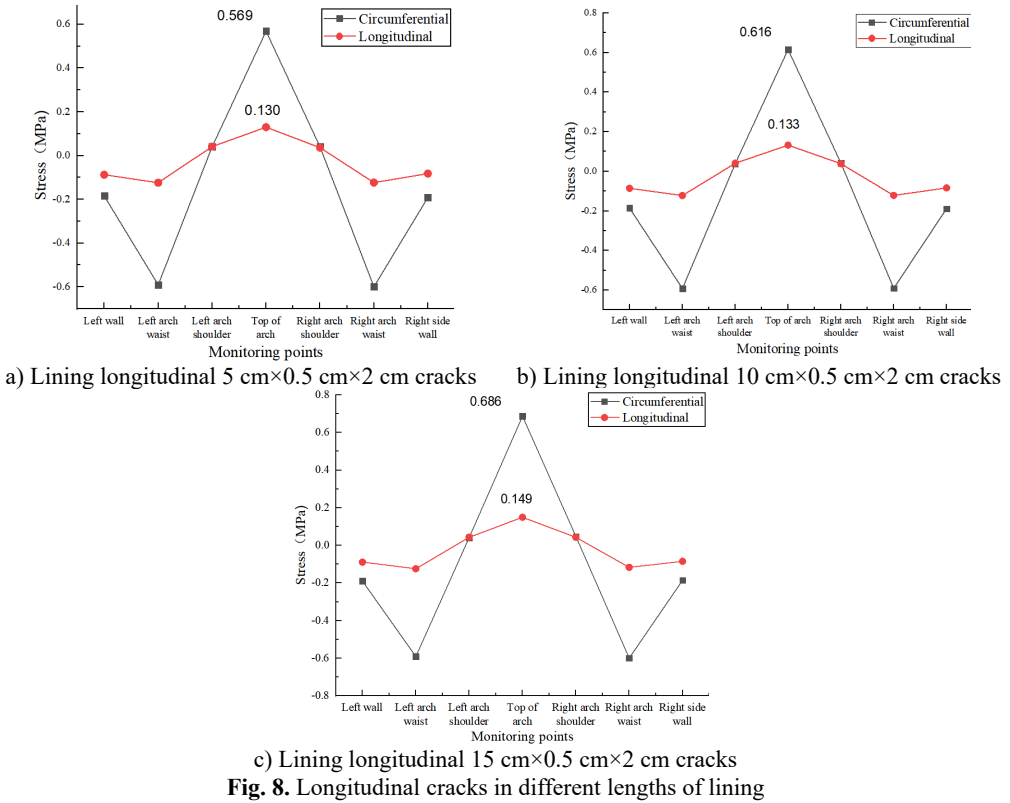 0.569
Circumferential
Longitudinal
0.6
0.4
0.2
0.0
-0.2
-0.4
-0.6
0.130
Stress（MPa)
Left wall
Left arch waist
Left arch shoulder
Top of arch
Right arch shoulder
Right arch waist
Right side wall
Monitoring points
a) Lining longitudinal 5 cm×0.5 cm×2 cm cracks
0.616
Circumferential
Longitudinal
0.8
0.6
0.4
0.2
0.0
-0.2
-0.4
-0.6
0.133
Stress（MPa)
Left wall
Left arch waist
Left arch shoulder
Top of arch
Right arch shoulder
Right arch waist
Right side wall
Monitoring points
b) Lining longitudinal 10 cm×0.5 cm×2 cm cracks
0.686
Circumferential
Longitudinal
0.8
0.6
0.4
0.2
0.0
-0.2
-0.4
-0.6
-0.8
0.149
Stress（MPa)
Left wall
Left arch waist
Left arch shoulder
Top of arch
Right arch shoulder
Right arch waist
Right side wall
Monitoring points
c) Lining longitudinal 15 cm×0.5 cm×2 cm cracks
Fig. 8. Longitudinal cracks in different lengths of lining